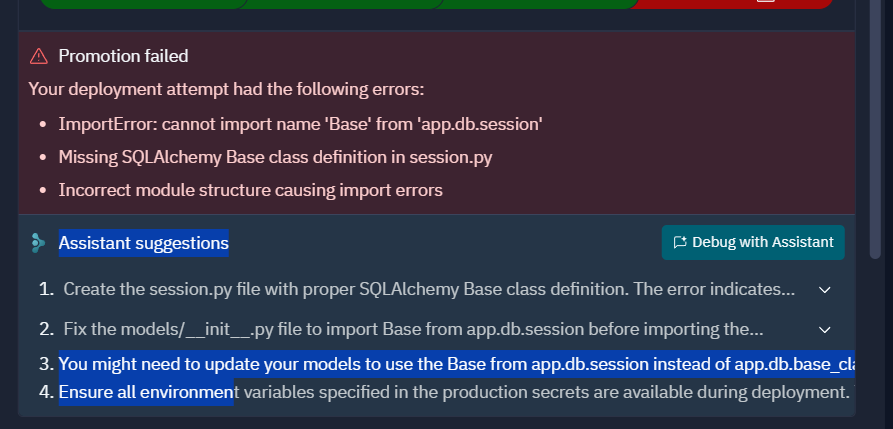 Promotion failed
Your deployment attempt had the following errors:
• ImportError: cannot import name 'Base' from 'app.db.session'
• Missing SQLAlchemy Base class definition in session.py
• Incorrect module structure causing import errors
Assistant suggestions
Debug with Assistant
1. Create the session.py file with proper SQLAlchemy Base class definition. The error indicates...
2. Fix the models/__init__.py file to import Base from app.db.session before importing the...
3. You might need to update your models to use the Base from app.db.session instead of app.db.base_cla
4. Ensure all environment variables specified in the production secrets are available during deployment.